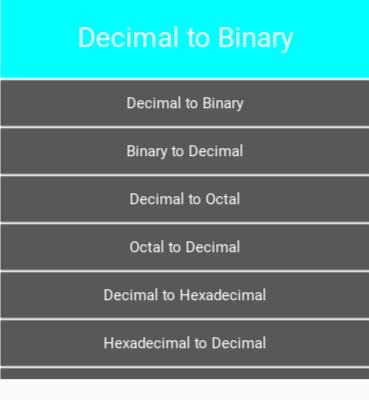 Decimal to Binary
Decimal to Binary
Binary to Decimal
Decimal to Octal
Octal to Decimal
Decimal to Hexadecimal
Hexadecimal to Decimal